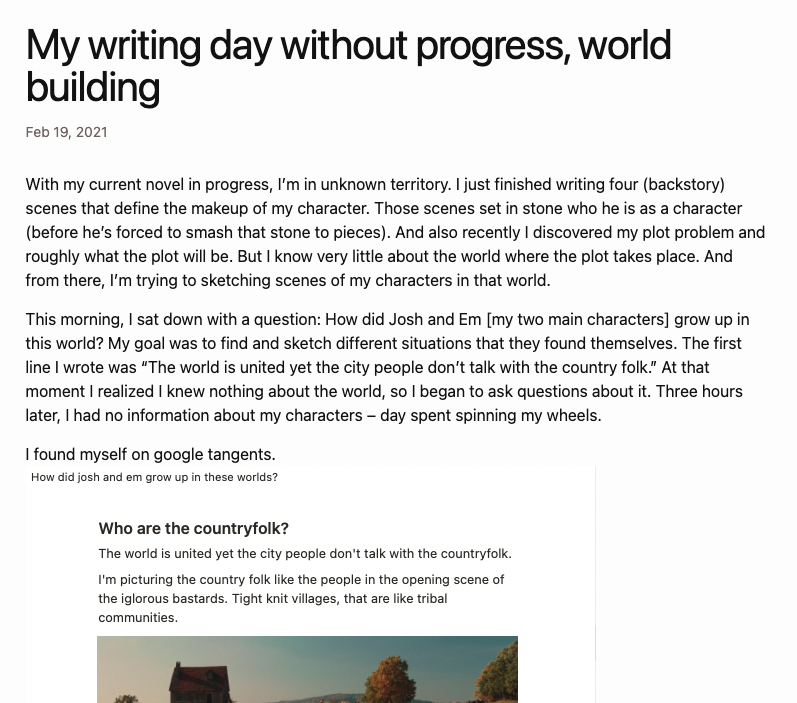 My writing day without progress, world
building
Feb 19, 2021
With my current novel in progress, I’m in unknown territory. I just finished writing four (backstory)
scenes that define the makeup of my character. Those scenes set in stone who he is as a character
(before he’s forced to smash that stone to pieces). And also recently I discovered my plot problem and
roughly what the plot will be. But I know very little about the world where the plot takes place. And
from there, I’m trying to sketching scenes of my characters in that world.
This morning, I sat down with a question: How did Josh and Em [my two main characters] grow up in
this world? My goal was to find and sketch different situations that they found themselves. The first
line I wrote was “The world is united yet the city people don’t talk with the country folk.” At that
moment I realized I knew nothing about the world, so I began to ask questions about it. Three hours
later, I had no information about my characters – day spent spinning my wheels.
I found myself on google tangents.
How did josh and em grow up in these worlds?
Who are the countryfolk?
The world is united yet the city people don't talk with the countryfolk.
I'm picturing the country folk like the people in the opening scene of
the iglorous bastards. Tight knit villages, that are like tribal
communities.